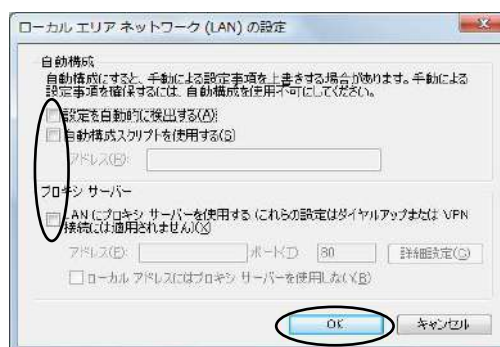 ローカル エリア ネットワーク (LAN) の設定
自動構成
自動構成にすると、手動による設定事項を上書きする場合があります。手動による
設定事項を確保するには、自動構成を使用不可にしてください。
設定を自動的に検出する(A)
自動構成スクリプトを使用する(S)
アドレス(R):
プロキシ サーバー
LAN にプロキシ サーバーを使用する (これらの設定はダイヤルアップまたは VPN
接続には適用されません)(X)
アドレス(E): ポート(T) 80 詳細設定(C)
ローカル アドレスにはプロキシ サーバーを使用しない(B)
OK キャンセル